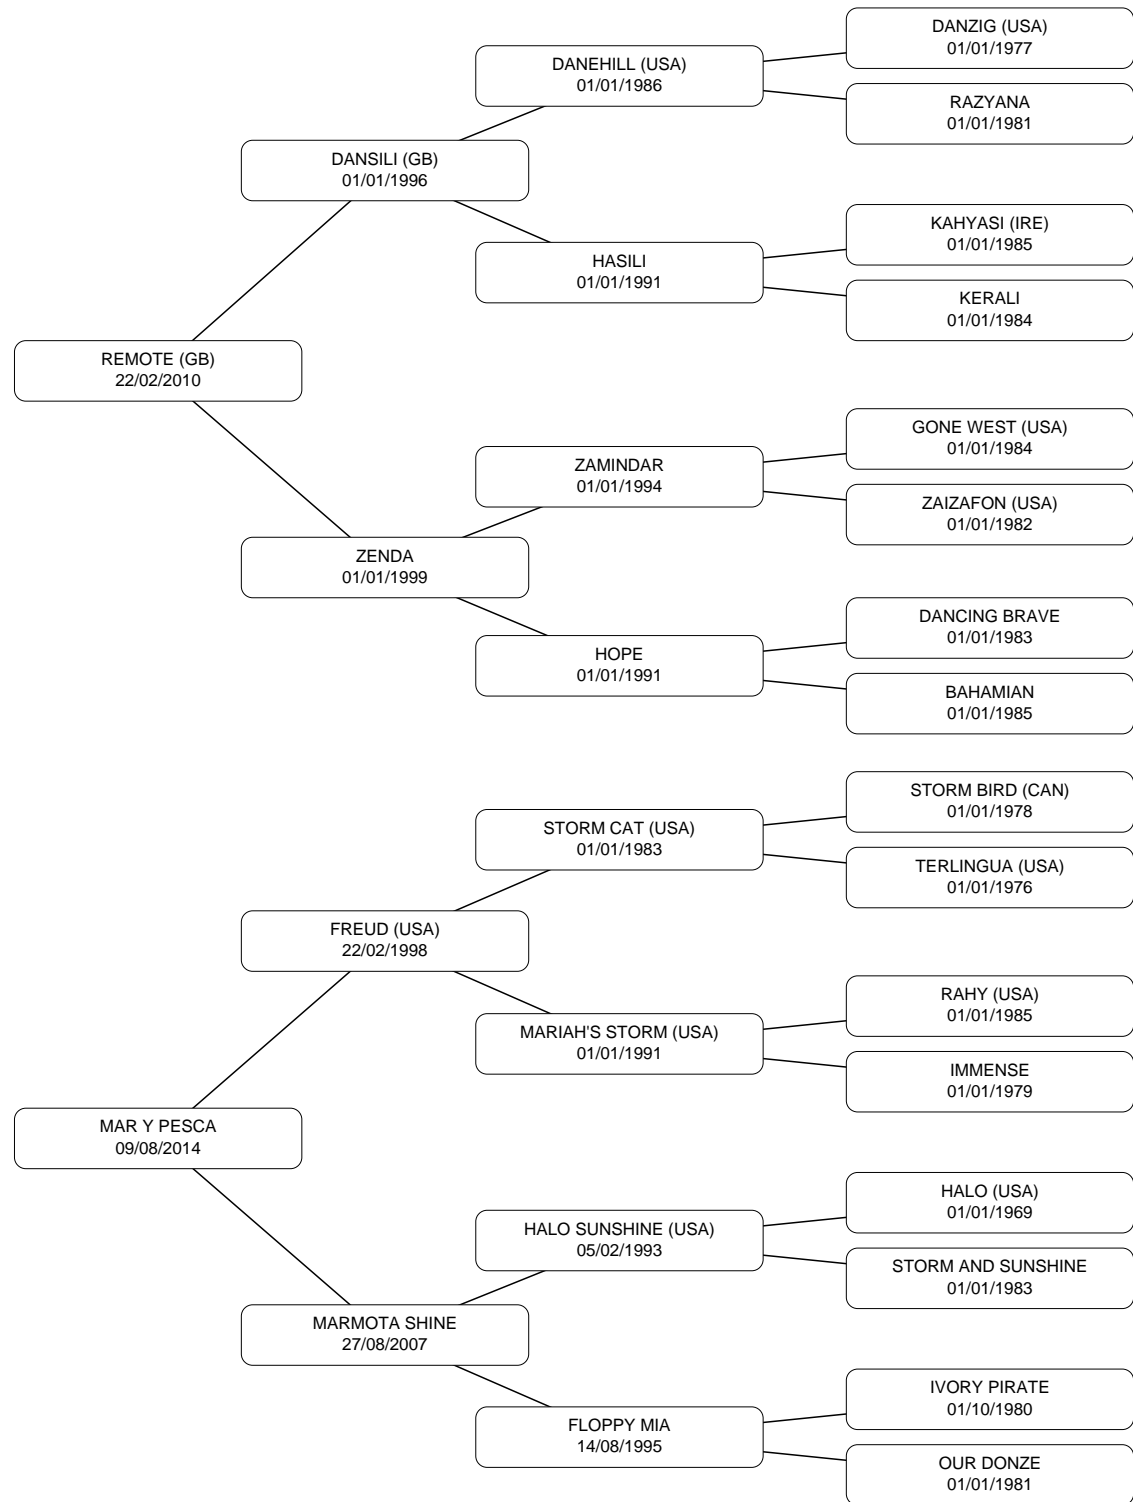 DANZIG (USA)
01/01/1977
DANEHILL (USA)
01/01/1986
RAZYANA
01/01/1981
DANSILI (GB)
01/01/1996
KAHYASI (IRE)
01/01/1985
HASILI
01/01/1991
KERALI
01/01/1984
REMOTE (GB)
22/02/2010
GONE WEST (USA)
01/01/1984
ZAMINDAR
01/01/1994
ZAIZAFON (USA)
01/01/1982
ZENDA
01/01/1999
DANCING BRAVE
01/01/1983
HOPE
01/01/1991
BAHAMIAN
01/01/1985
STORM BIRD (CAN)
01/01/1978
STORM CAT (USA)
01/01/1983
TERLINGUA (USA)
01/01/1976
FREUD (USA)
22/02/1998
RAHY (USA)
01/01/1985
MARIAH'S STORM (USA)
01/01/1991
IMMENSE
01/01/1979
MAR Y PESCA
09/08/2014
HALO (USA)
01/01/1969
HALO SUNSHINE (USA)
05/02/1993
STORM AND SUNSHINE
01/01/1983
MARMOTA SHINE
27/08/2007
IVORY PIRATE
01/10/1980
FLOPPY MIA
14/08/1995
OUR DONZE
01/01/1981